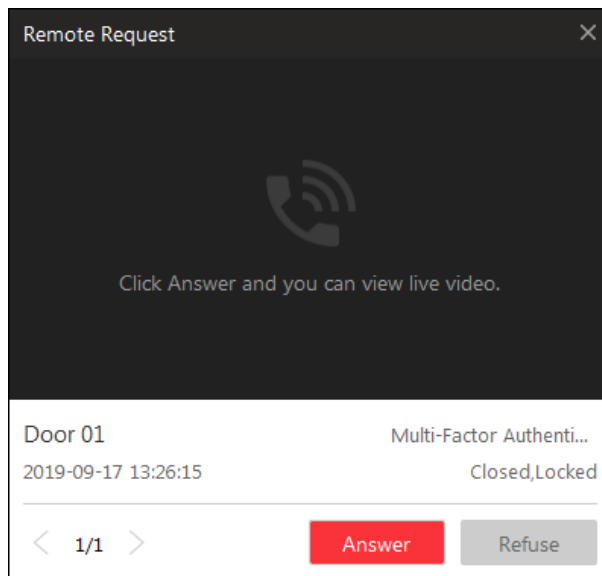 Remote Request
Click Answer and you can view live video.
Door 01
Multi-Factor Authenti...
2019-09-17 13:26:15
Closed,Locked
1/1
Answer
Refuse